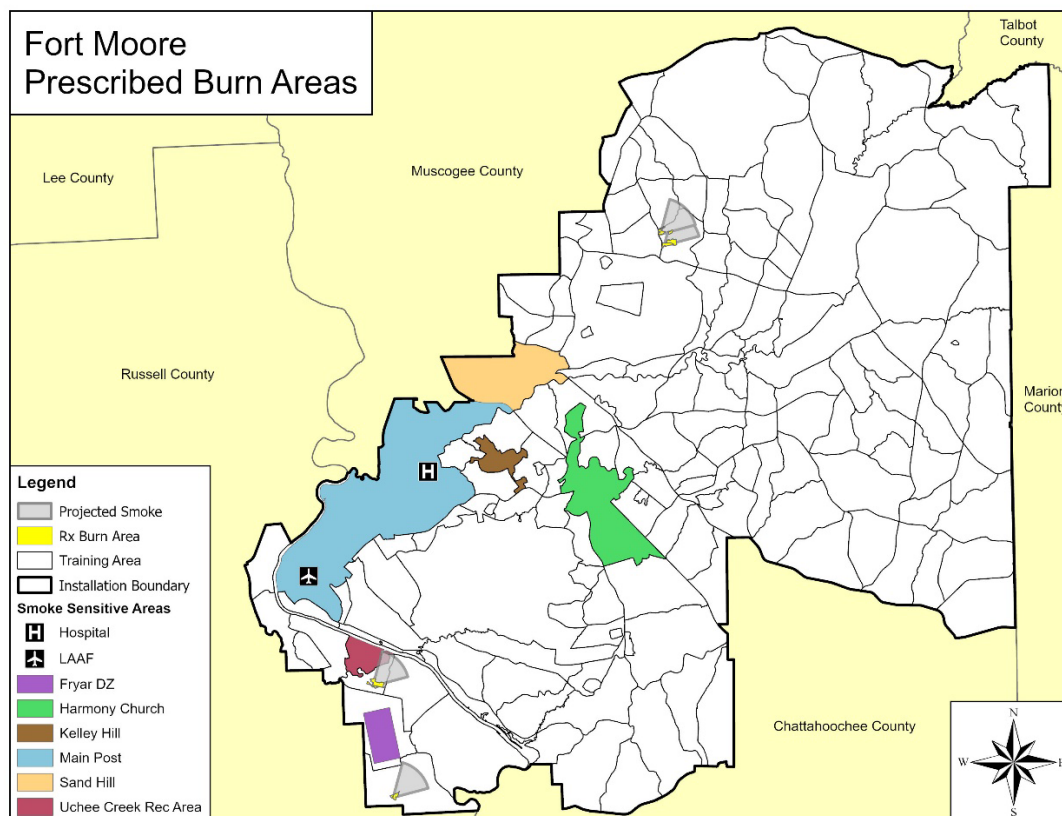 Fort Moore
Prescribed Burn Areas
Talbot
County
Lee County
Muscogee County
Russell County
Marion
County
Chattahoochee County
Legend
Projected Smoke
Rx Burn Area
Training Area
Installation Boundary
Smoke Sensitive Areas
H Hospital
LAAF
Fryar DZ
Harmony Church
Kelley Hill
Main Post
Sand Hill
Uchee Creek Rec Area
H
N
W E
S